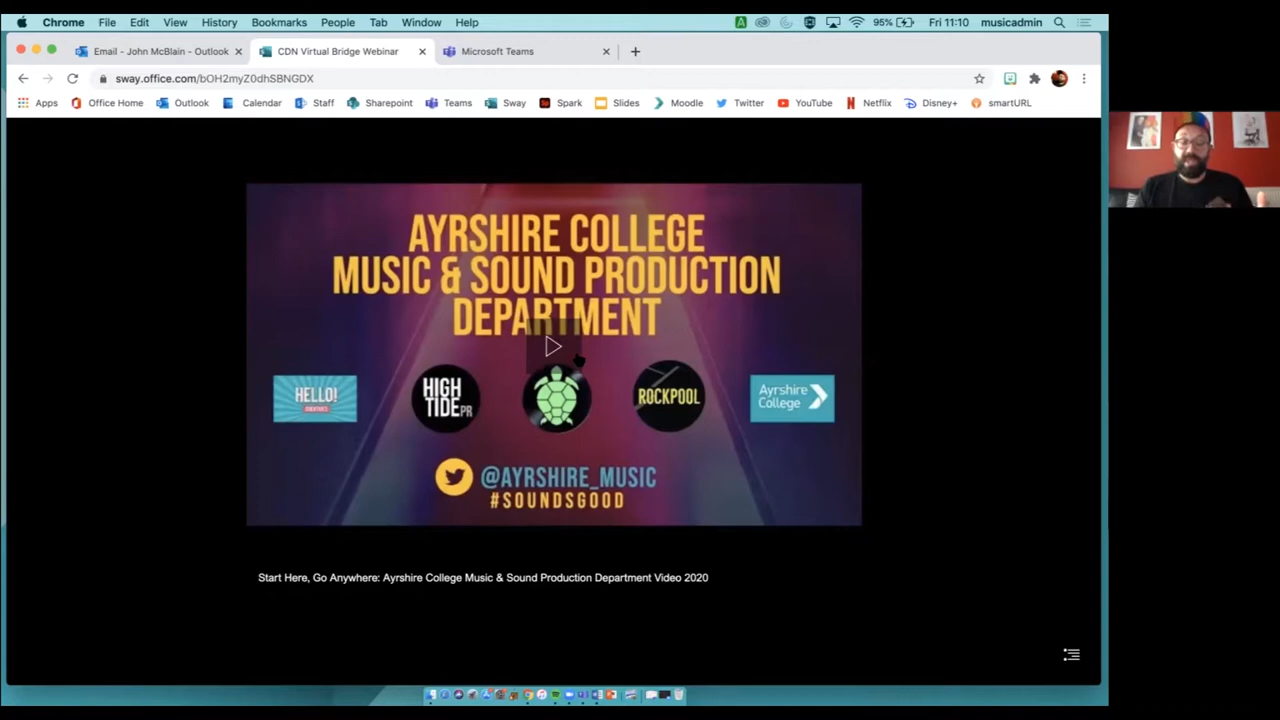 Chrome File Edit View History Bookmarks People Tab Window Help 95% Fri 11:10 musicadmin
Email - John McBlain - Outlook CDN Virtual Bridge Webinar Microsoft Teams
sway.office.com/bOH2myZ0dhSBNGDX
Apps Office Home Outlook Calendar Staff Sharepoint Teams Sway Spark Slides Moodle Twitter YouTube Netflix Disney+ smartURL
AYRSHIRE COLLEGE
MUSIC & SOUND PRODUCTION
DEPARTMENT
HELLO!
HIGH
TIDE PR
ROCKPOOL
Ayrshire
College
@AYRSHIRE_MUSIC
#SOUNDSGOOD
Start Here, Go Anywhere: Ayrshire College Music & Sound Production Department Video 2020